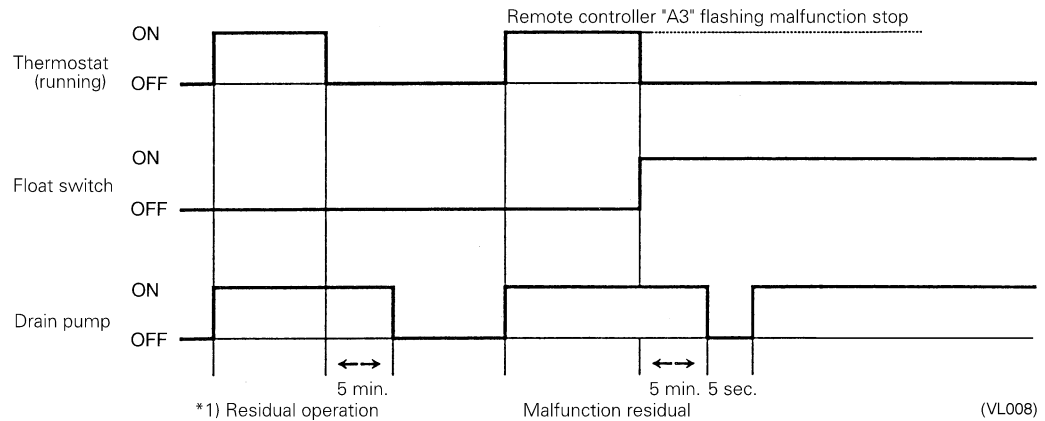 Remote controller "A3" flashing malfunction stop
ON
Thermostat
(running)
OFF
ON
Float switch
OFF
ON
Drain pump
OFF
5 min.
5 min. 5 sec.
*1) Residual operation
Malfunction residual
(VL008)